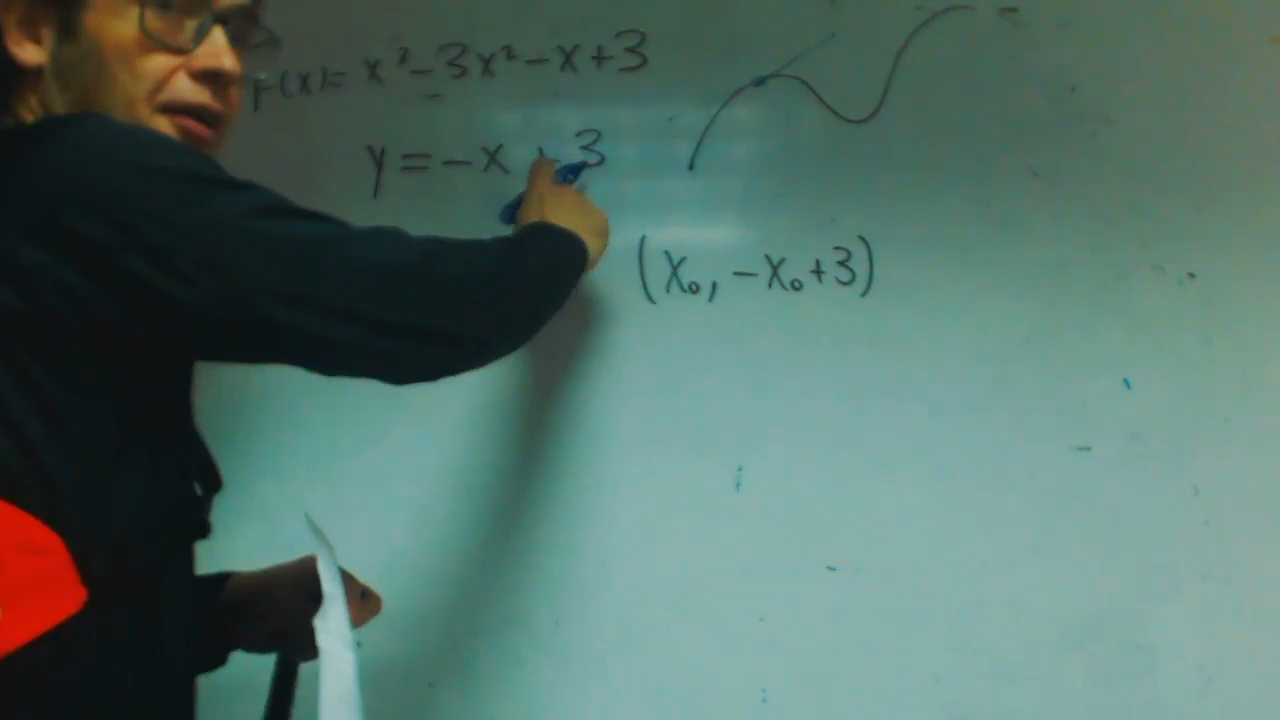 f(x)= x³-3x²-x+3
y=-x+3
(x₀, -x₀+3)